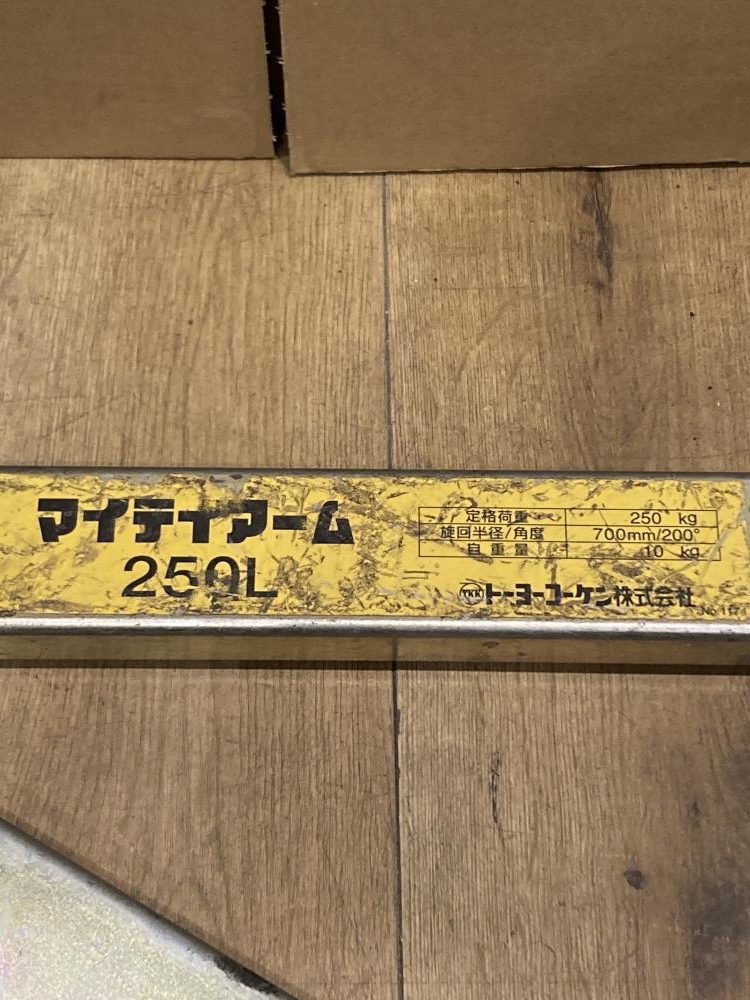 マイティアーム
250L
定格荷重 250 kg
旋回半径/角度 700mm/200°
自重量 10 kg
TKK トーヨーコーケン株式会社